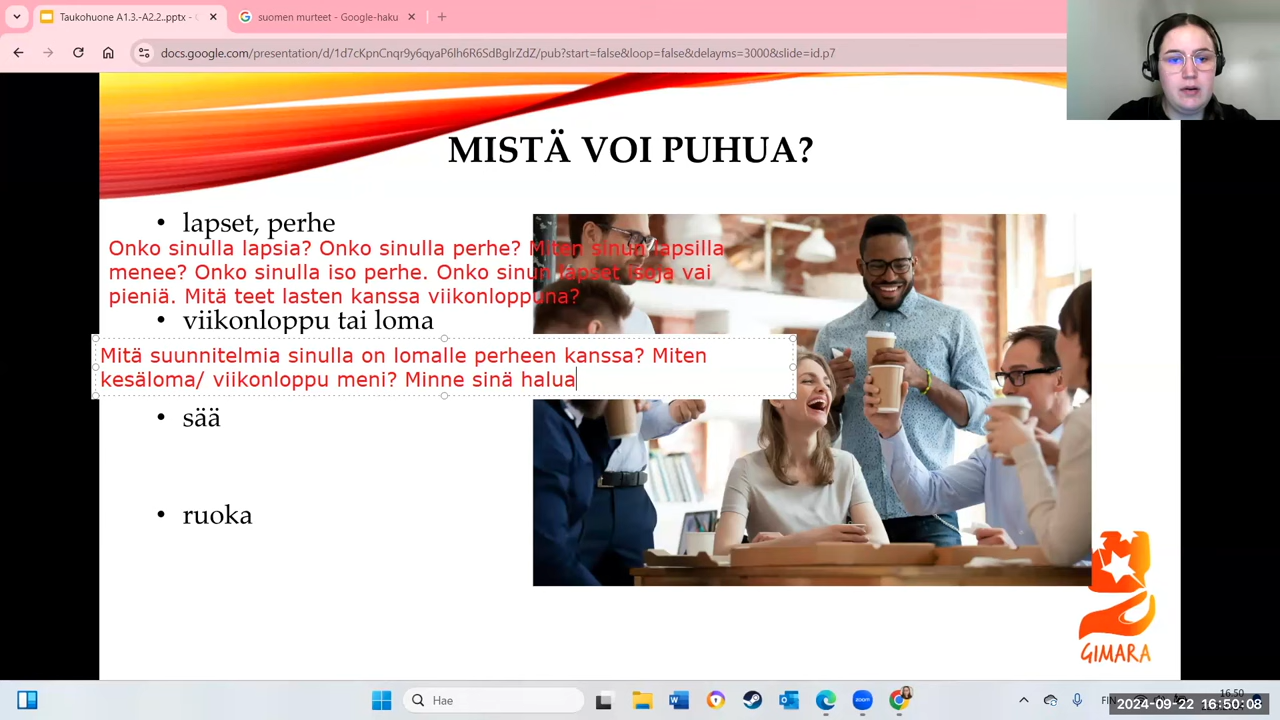 Taukohuone A1.3.-A2.2..pptx -
suomen murteet - Google-haku
docs.google.com/presentation/d/1d7cKpnCnqr9y6qyaP6lh6R6SdBglrZdZ/pub?start=false&loop=false&delayms=3000&slide=id.p7
MISTÄ VOI PUHUA?
• lapset, perhe
Onko sinulla lapsia? Onko sinulla perhe? Miten sinun lapsilla
menee? Onko sinulla iso perhe. Onko sinun lapset isoja vai
pieniä. Mitä teet lasten kanssa viikonloppuna?
• viikonloppu tai loma
Mitä suunnitelmia sinulla on lomalle perheen kanssa? Miten
kesäloma/ viikonloppu meni? Minne sinä halua
• sää
• ruoka
GIMARA
Hae
FIN
16.50
2024-09-22 16:50:08